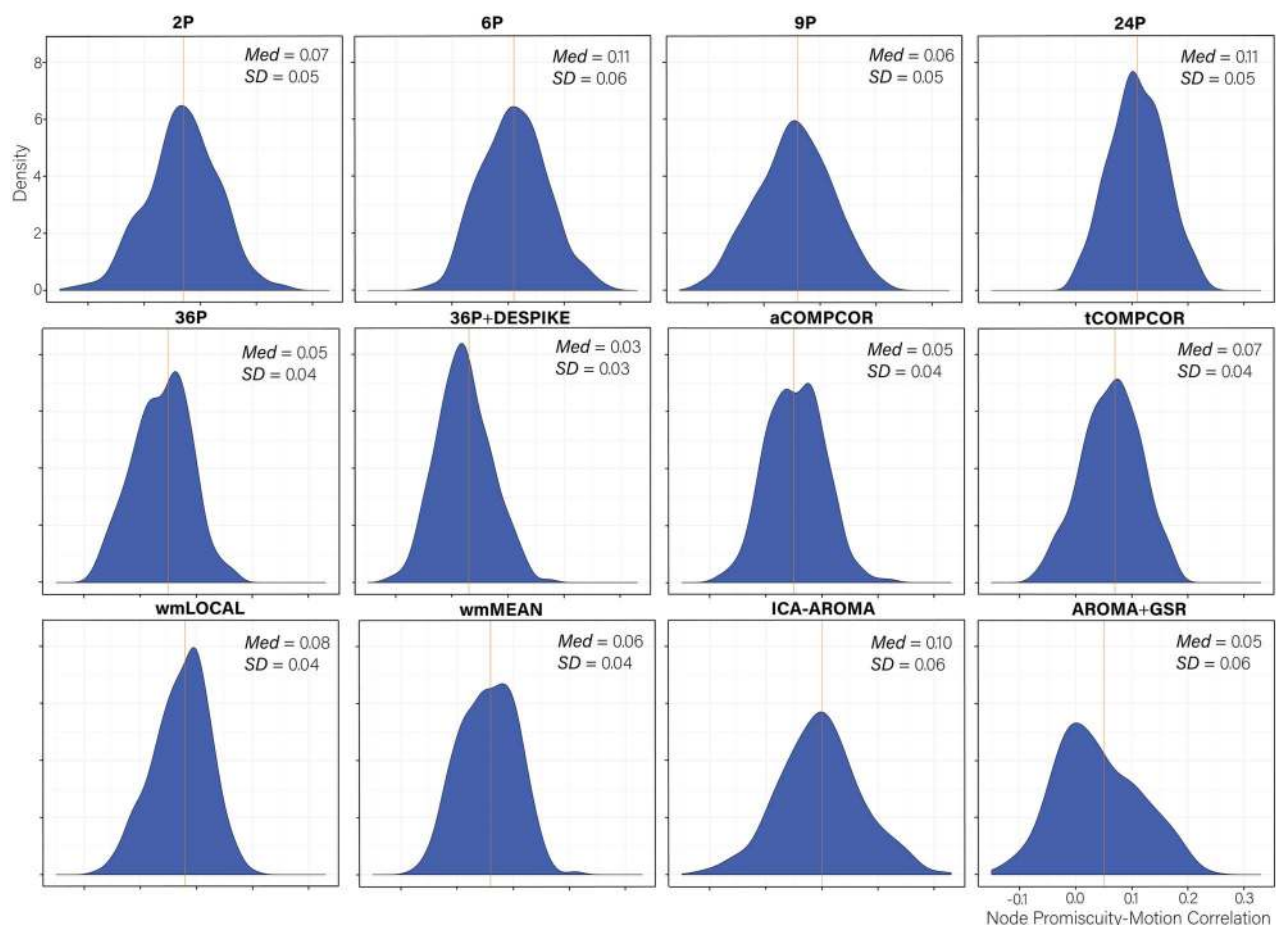 2P
Med = 0.07
SD = 0.05
6P
Med = 0.11
SD = 0.06
9P
Med = 0.06
SD = 0.05
24P
Med = 0.11
SD = 0.05
Density
8
6
4
2
0
36P
Med = 0.05
SD = 0.04
36P+DESPIKE
Med = 0.03
SD = 0.03
aCOMPCOR
Med = 0.05
SD = 0.04
tCOMPCOR
Med = 0.07
SD = 0.04
wmLOCAL
Med = 0.08
SD = 0.04
wmMEAN
Med = 0.06
SD = 0.04
ICA-AROMA
Med = 0.10
SD = 0.06
AROMA+GSR
Med = 0.05
SD = 0.06
-0.1 0.0 0.1 0.2 0.3
Node Promiscuity-Motion Correlation